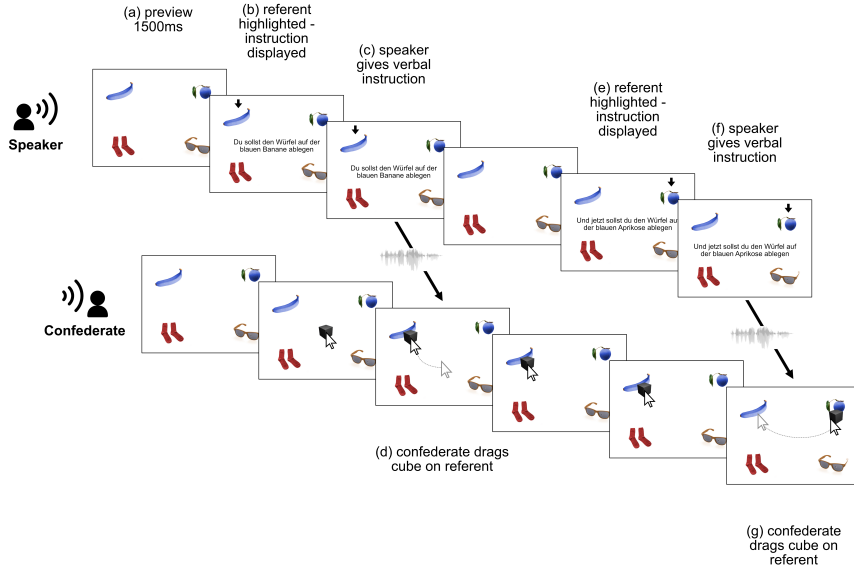 (a) preview
1500ms
(b) referent
highlighted -
instruction
displayed
(c) speaker
gives verbal
instruction
(e) referent
highlighted -
instruction
displayed
(f) speaker
gives verbal
instruction
Speaker
Du sollst den Würfel auf der
blauen Banane ablegen
Du sollst den Würfel auf der
blauen Banane ablegen
Und jetzt sollst du den Würfel auf
der blauen Aprikose ablegen
Und jetzt sollst du den Würfel auf
der blauen Aprikose ablegen
Confederate
(d) confederate drags
cube on referent
(g) confederate
drags cube on
referent